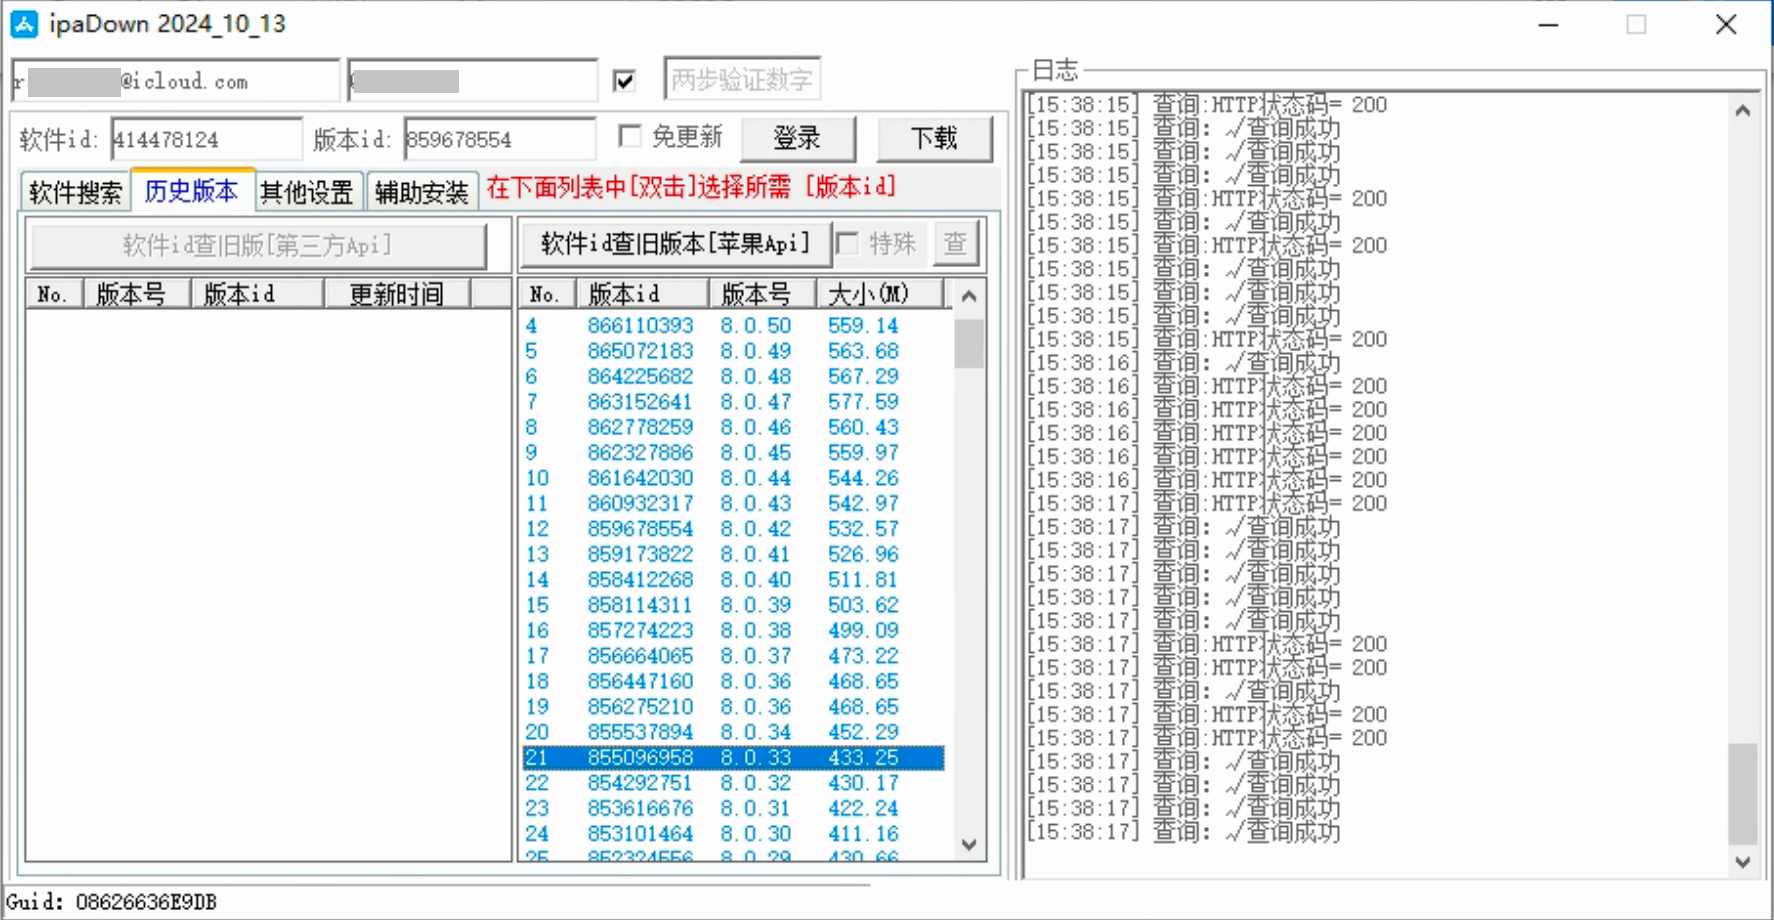 ipaDown 2024_10_13
r @icloud.com
两步验证数字
软件id: 414478124 版本id: 859678554 免更新 登录 下载
软件搜索 历史版本 其他设置 辅助安装 在下面列表中[双击]选择所需 [版本id]
软件id查旧版[第三方Api]
No. 版本号 版本id 更新时间
软件id查旧版本[苹果Api] 特殊 查
No. 版本id 版本号 大小(M)
4 866110393 8.0.50 559.14
5 865072183 8.0.49 563.68
6 864225682 8.0.48 567.29
7 863152641 8.0.47 577.59
8 862778259 8.0.46 560.43
9 862327886 8.0.45 559.97
10 861642030 8.0.44 544.26
11 860932317 8.0.43 542.97
12 859678554 8.0.42 532.57
13 859173822 8.0.41 526.96
14 858412268 8.0.40 511.81
15 858114311 8.0.39 503.62
16 857274223 8.0.38 499.09
17 856664065 8.0.37 473.22
18 856447160 8.0.36 468.65
19 856275210 8.0.36 468.65
20 855537894 8.0.34 452.29
21 855096958 8.0.33 433.25
22 854292751 8.0.32 430.17
23 853616676 8.0.31 422.24
24 853101464 8.0.30 411.16
25 852324556 8.0.29 430.66
日志
[15:38:15] 查询:HTTP状态码= 200
[15:38:15] 查询: √查询成功
[15:38:15] 查询: √查询成功
[15:38:15] 查询: √查询成功
[15:38:15] 查询:HTTP状态码= 200
[15:38:15] 查询: √查询成功
[15:38:15] 查询:HTTP状态码= 200
[15:38:15] 查询: √查询成功
[15:38:15] 查询: √查询成功
[15:38:15] 查询: √查询成功
[15:38:15] 查询:HTTP状态码= 200
[15:38:16] 查询: √查询成功
[15:38:16] 查询:HTTP状态码= 200
[15:38:16] 查询:HTTP状态码= 200
[15:38:16] 查询:HTTP状态码= 200
[15:38:16] 查询:HTTP状态码= 200
[15:38:16] 查询:HTTP状态码= 200
[15:38:17] 查询:HTTP状态码= 200
[15:38:17] 查询: √查询成功
[15:38:17] 查询: √查询成功
[15:38:17] 查询: √查询成功
[15:38:17] 查询: √查询成功
[15:38:17] 查询: √查询成功
[15:38:17] 查询:HTTP状态码= 200
[15:38:17] 查询:HTTP状态码= 200
[15:38:17] 查询: √查询成功
[15:38:17] 查询:HTTP状态码= 200
[15:38:17] 查询:HTTP状态码= 200
[15:38:17] 查询: √查询成功
[15:38:17] 查询: √查询成功
[15:38:17] 查询: √查询成功
[15:38:17] 查询: √查询成功
Guid: 08626636E9DB